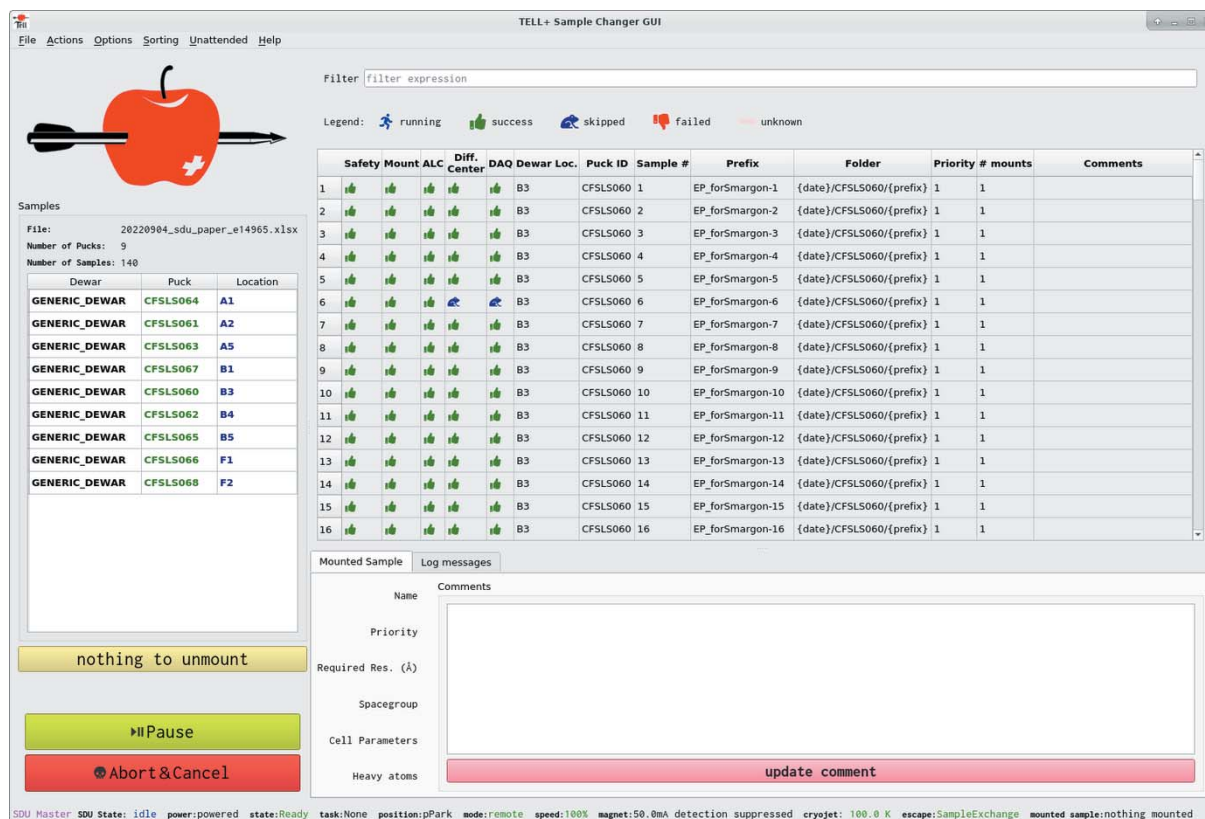 TELL
TELL+ Sample Changer GUI
File Actions Options Sorting Unattended Help
Filter filter expression
Legend: running success skipped failed unknown
Samples
File: 20220904_sdu_paper_e14965.xlsx
Number of Pucks: 9
Number of Samples: 140
Dewar Puck Location
GENERIC_DEWAR CFSLS064 A1
GENERIC_DEWAR CFSLS061 A2
GENERIC_DEWAR CFSLS063 A5
GENERIC_DEWAR CFSLS067 B1
GENERIC_DEWAR CFSLS060 B3
GENERIC_DEWAR CFSLS062 B4
GENERIC_DEWAR CFSLS065 B5
GENERIC_DEWAR CFSLS066 F1
GENERIC_DEWAR CFSLS068 F2
nothing to unmount
Pause
Abort&Cancel
Safety Mount ALC Diff. Center DAQ Dewar Loc. Puck ID Sample # Prefix Folder Priority # mounts Comments
1 B3 CFSLS060 1 EP_forSmargon-1 {date}/CFSLS060/{prefix} 1 1
2 B3 CFSLS060 2 EP_forSmargon-2 {date}/CFSLS060/{prefix} 1 1
3 B3 CFSLS060 3 EP_forSmargon-3 {date}/CFSLS060/{prefix} 1 1
4 B3 CFSLS060 4 EP_forSmargon-4 {date}/CFSLS060/{prefix} 1 1
5 B3 CFSLS060 5 EP_forSmargon-5 {date}/CFSLS060/{prefix} 1 1
6 B3 CFSLS060 6 EP_forSmargon-6 {date}/CFSLS060/{prefix} 1 1
7 B3 CFSLS060 7 EP_forSmargon-7 {date}/CFSLS060/{prefix} 1 1
8 B3 CFSLS060 8 EP_forSmargon-8 {date}/CFSLS060/{prefix} 1 1
9 B3 CFSLS060 9 EP_forSmargon-9 {date}/CFSLS060/{prefix} 1 1
10 B3 CFSLS060 10 EP_forSmargon-10 {date}/CFSLS060/{prefix} 1 1
11 B3 CFSLS060 11 EP_forSmargon-11 {date}/CFSLS060/{prefix} 1 1
12 B3 CFSLS060 12 EP_forSmargon-12 {date}/CFSLS060/{prefix} 1 1
13 B3 CFSLS060 13 EP_forSmargon-13 {date}/CFSLS060/{prefix} 1 1
14 B3 CFSLS060 14 EP_forSmargon-14 {date}/CFSLS060/{prefix} 1 1
15 B3 CFSLS060 15 EP_forSmargon-15 {date}/CFSLS060/{prefix} 1 1
16 B3 CFSLS060 16 EP_forSmargon-16 {date}/CFSLS060/{prefix} 1 1
Mounted Sample Log messages
Comments
Name
Priority
Required Res. (Å)
Spacegroup
Cell Parameters
Heavy atoms
update comment
SDU Master SDU State: idle power:powered state:Ready task:None position:pPark mode:remote speed:100% magnet:50.0mA detection suppressed cryojet: 100.0 K escape:SampleExchange mounted sample:nothing mounted